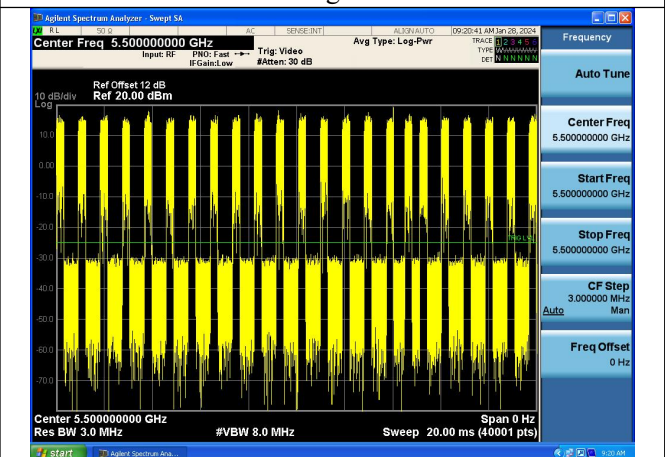 Agilent Spectrum Analyzer - Swept SA
RL 50 Ω AC SENSE:INT ALIGNAUTO 09:20:41 AM Jan 28, 2024
Center Freq 5.500000000 GHz
Input: RF PNO: Fast Trig: Video Avg Type: Log-Pwr TRACE 1 2 3 4 5 6
IFGain:Low #Atten: 30 dB TYPE
DET N N N N N N
Ref Offset 12 dB
10 dB/div Ref 20.00 dBm
Log
10.0
0.00
-10.0
-20.0
-30.0
-40.0
-50.0
-60.0
-70.0
Center 5.500000000 GHz Span 0 Hz
Res BW 3.0 MHz #VBW 8.0 MHz Sweep 20.00 ms (40001 pts)
Frequency
Auto Tune
Center Freq
5.500000000 GHz
Start Freq
5.500000000 GHz
Stop Freq
5.500000000 GHz
CF Step
3.000000 MHz
Auto Man
Freq Offset
0 Hz
start Agilent Spectrum Ana... 9:20 AM